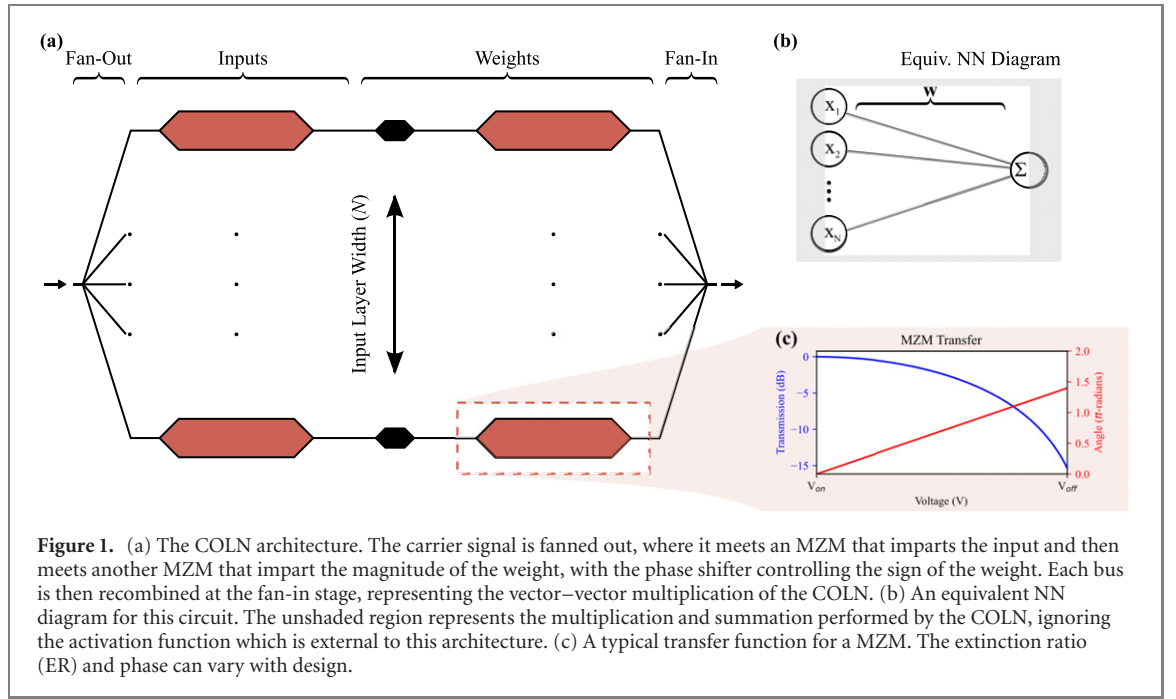 (a)
Fan-Out
Inputs
Weights
Fan-In
Input Layer Width (N)
(b)
Equiv. NN Diagram
w
X1
X2
XN
Σ
(c)
MZM Transfer
Transmission (dB)
0
−5
−10
−15
2.0
1.5
1.0
0.5
0.0
Angle (π-radians)
Von
Voff
Voltage (V)
Figure 1. (a) The COLN architecture. The carrier signal is fanned out, where it meets an MZM that imparts the input and then
meets another MZM that impart the magnitude of the weight, with the phase shifter controlling the sign of the weight. Each bus
is then recombined at the fan-in stage, representing the vector–vector multiplication of the COLN. (b) An equivalent NN
diagram for this circuit. The unshaded region represents the multiplication and summation performed by the COLN, ignoring
the activation function which is external to this architecture. (c) A typical transfer function for a MZM. The extinction ratio
(ER) and phase can vary with design.